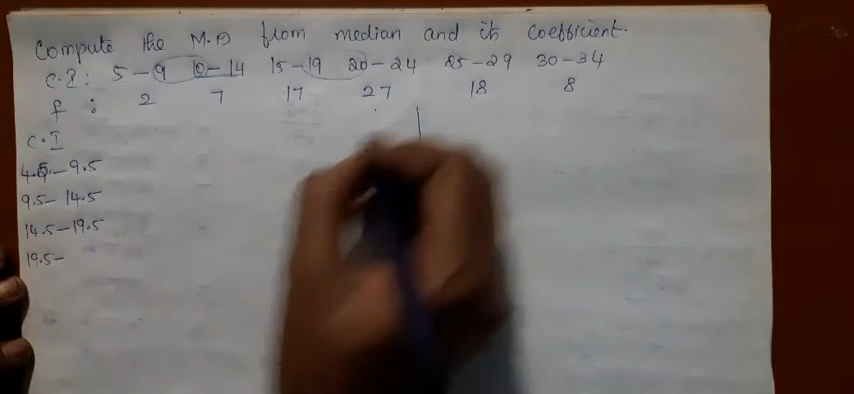 Compute the M.D from median and its coefficient.
C.I : 5-9 10-14 15-19 20-24 25-29 30-34
f : 2 7 17 27 18 8
C.I
4.5-9.5
9.5-14.5
14.5-19.5
19.5-